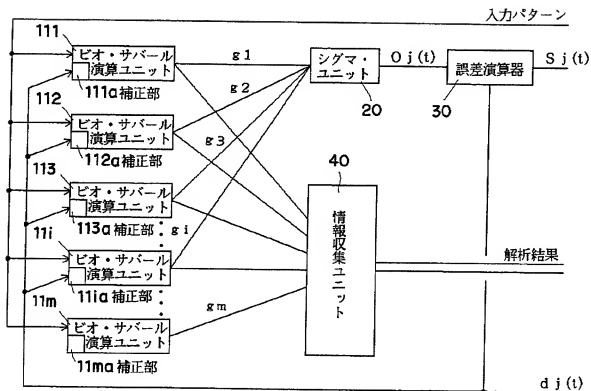 入力パターン
111
ビオ・サバール
演算ユニット
111a 補正部
g1
シグマ・
ユニット
20
Oj(t)
誤差演算器
30
Sj(t)
112
ビオ・サバール
演算ユニット
112a 補正部
g2
113
ビオ・サバール
演算ユニット
113a 補正部
g3
40
情報収集ユニット
11i
ビオ・サバール
演算ユニット
11ia 補正部
gi
解析結果
11m
ビオ・サバール
演算ユニット
11ma 補正部
gm
dj(t)